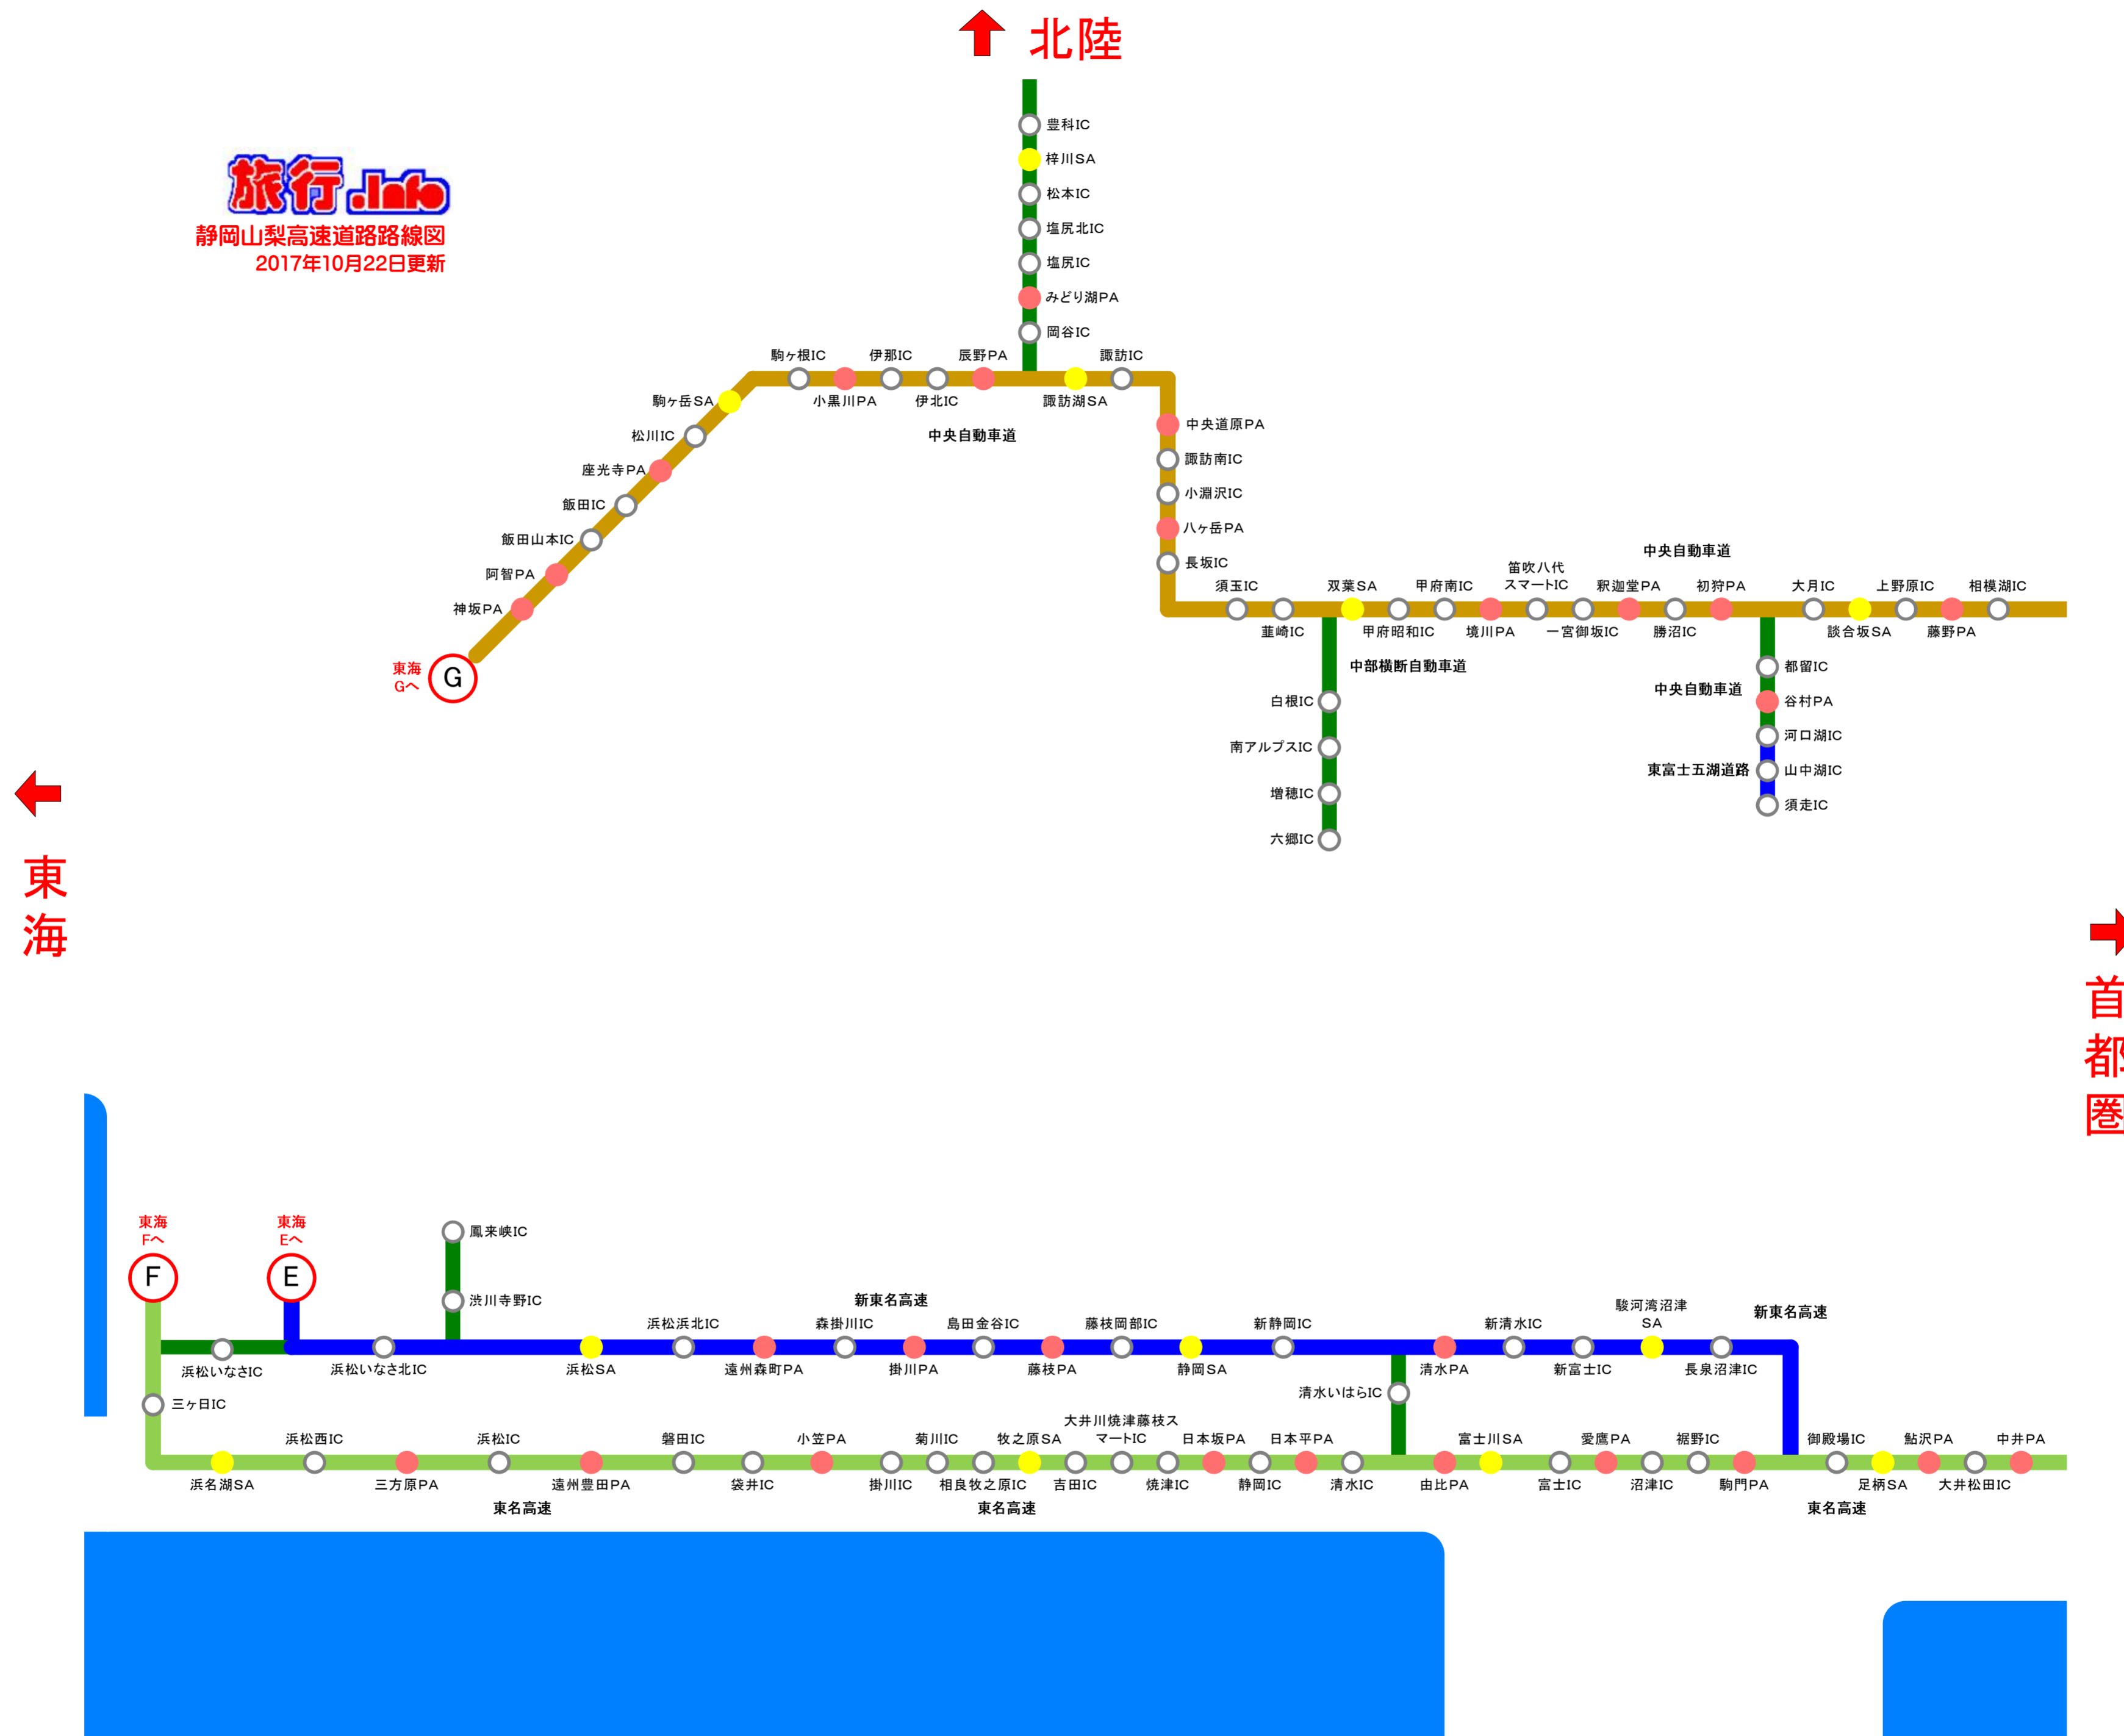 北陸
旅行.Info
静岡山梨高速道路路線図
2017年10月22日更新
豊科IC
梓川SA
松本IC
塩尻北IC
塩尻IC
みどり湖PA
岡谷IC
駒ヶ根IC
伊那IC
辰野PA
諏訪IC
駒ヶ岳SA
小黒川PA
伊北IC
諏訪湖SA
松川IC
中央自動車道
中央道原PA
座光寺PA
諏訪南IC
飯田IC
小淵沢IC
飯田山本IC
八ヶ岳PA
阿智PA
長坂IC
神坂PA
中央自動車道
須玉IC
双葉SA
甲府南IC
笛吹八代
スマートIC
釈迦堂PA
初狩PA
大月IC
上野原IC
相模湖IC
韮崎IC
甲府昭和IC
境川PA
一宮御坂IC
勝沼IC
談合坂SA
藤野PA
東海
Gへ
G
中部横断自動車道
都留IC
白根IC
中央自動車道
谷村PA
南アルプスIC
河口湖IC
増穂IC
東富士五湖道路
山中湖IC
六郷IC
須走IC
東海
首都圏
東海
Fへ
F
東海
Eへ
E
鳳来峡IC
渋川寺野IC
新東名高速
駿河湾沼津
SA
新東名高速
浜松浜北IC
森掛川IC
島田金谷IC
藤枝岡部IC
新静岡IC
新清水IC
浜松いなさIC
浜松いなさ北IC
浜松SA
遠州森町PA
掛川PA
藤枝PA
静岡SA
清水PA
新富士IC
長泉沼津IC
清水いはらIC
三ヶ日IC
浜松西IC
浜松IC
磐田IC
小笠PA
菊川IC
牧之原SA
大井川焼津藤枝ス
マートIC
日本坂PA
日本平PA
富士川SA
愛鷹PA
裾野IC
御殿場IC
鮎沢PA
中井PA
浜名湖SA
三方原PA
遠州豊田PA
袋井IC
掛川IC
相良牧之原IC
吉田IC
焼津IC
静岡IC
清水IC
由比PA
富士IC
沼津IC
駒門PA
足柄SA
大井松田IC
東名高速
東名高速
東名高速